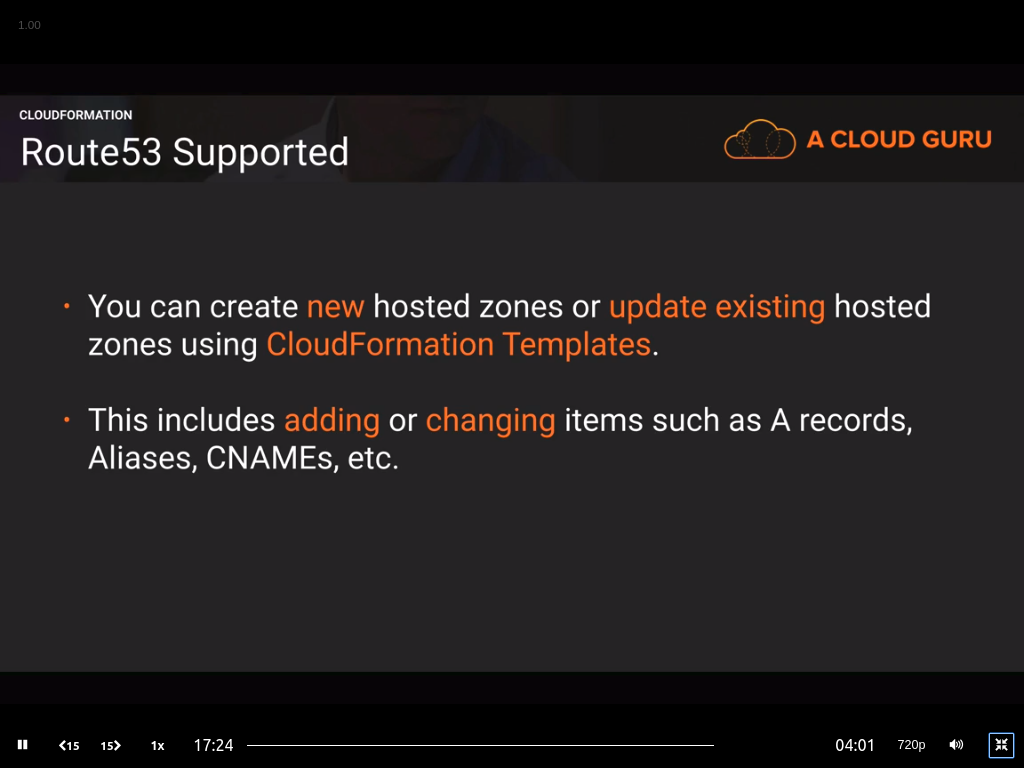 1.00
CLOUDFORMATION
Route53 Supported
A CLOUD GURU
• You can create new hosted zones or update existing hosted
zones using CloudFormation Templates.
• This includes adding or changing items such as A records,
Aliases, CNAMEs, etc.
15 15 1x 17:24 04:01 720p